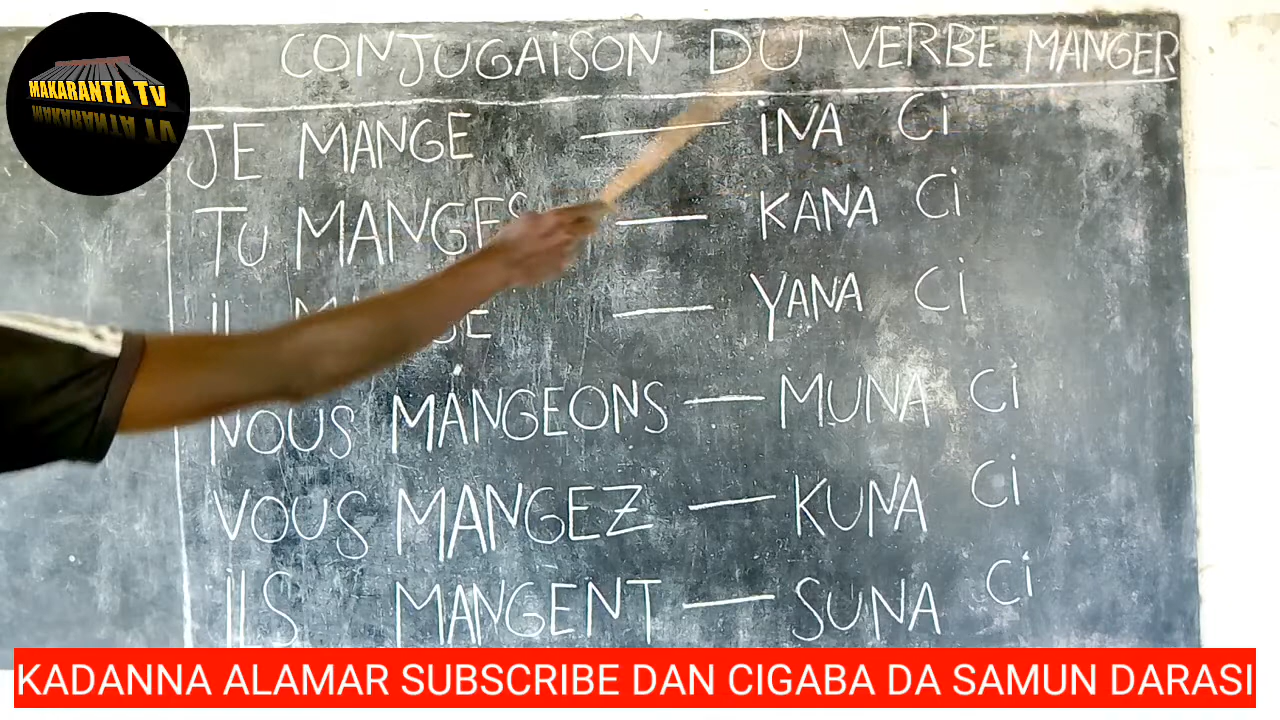 MAKARANTA TV
CONJUGAISON DU VERBE MANGER
JE MANGE — iNA Ci
TU MANGES — KANA Ci
iL — YANA Ci
NOUS MANGEONS — MUNA Ci
VOUS MANGEZ — KUNA Ci
iLS MANGENT — SUNA Ci
KADANNA ALAMAR SUBSCRIBE DAN CIGABA DA SAMUN DARASI